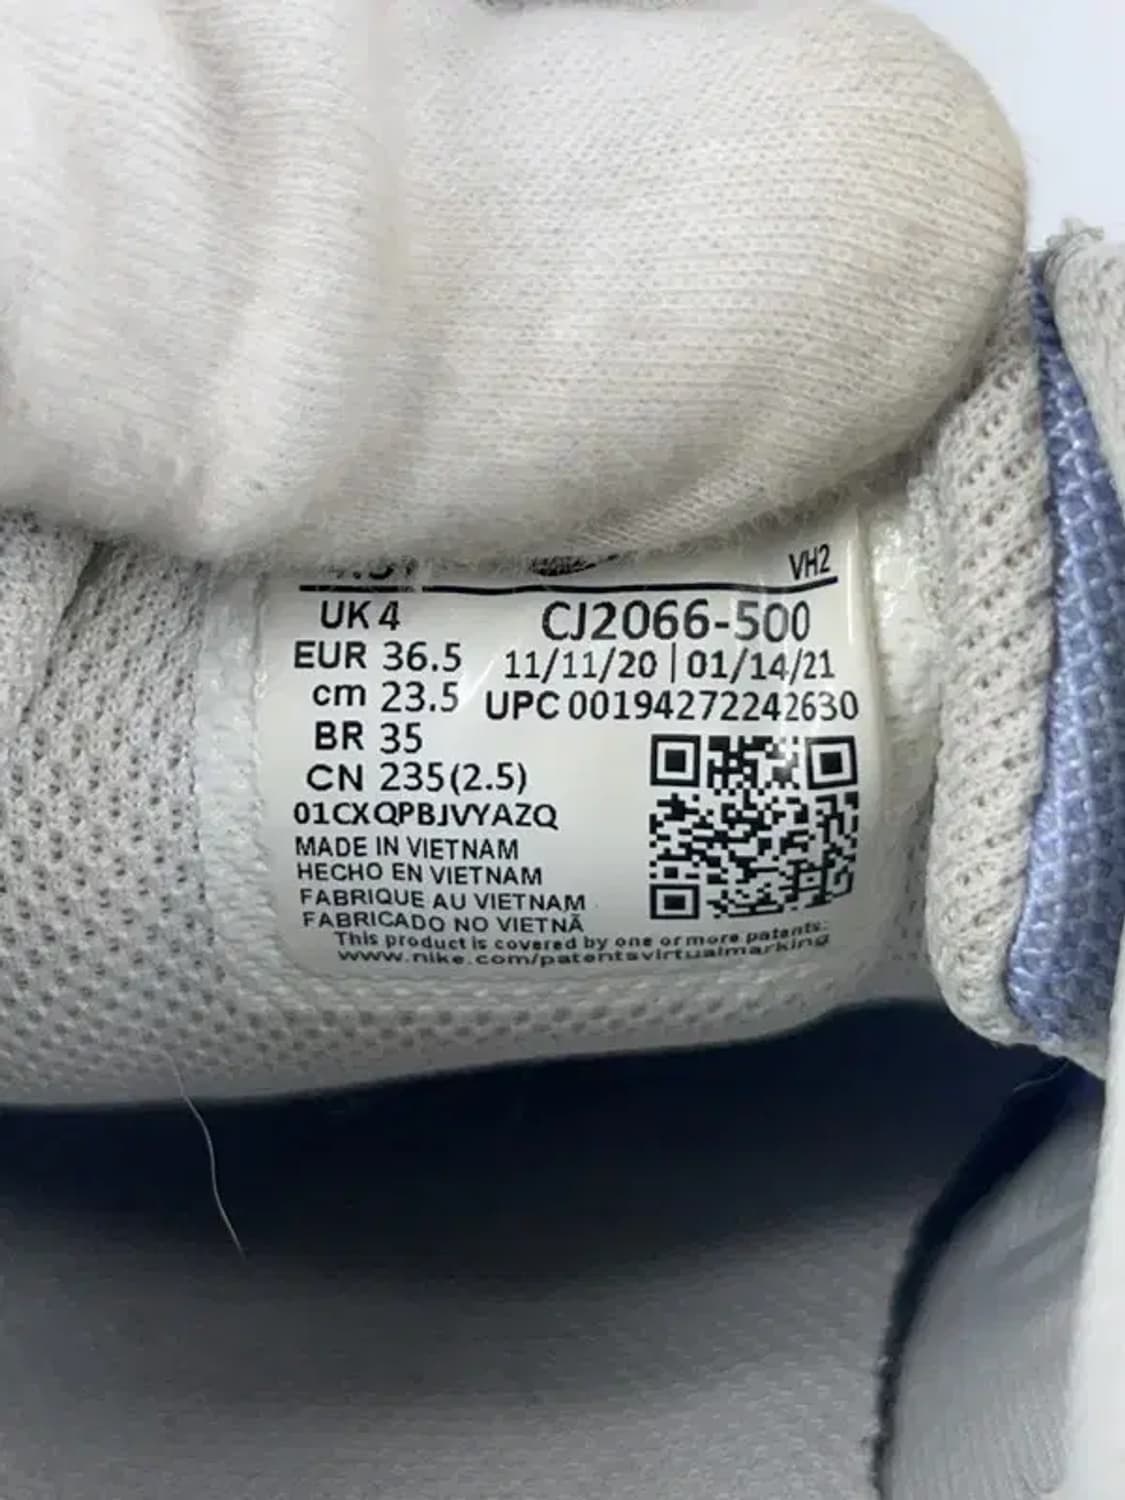 VH2
UK 4
CJ2066-500
EUR 36.5
11/11/20 | 01/14/21
cm 23.5
UPC 00194272242630
BR 35
CN 235(2.5)
01CXQPBJVYAZQ
MADE IN VIETNAM
HECHO EN VIETNAM
FABRIQUE AU VIETNAM
FABRICADO NO VIETNÃ
This product is covered by one or more patents:
www.nike.com/patentsvirtualmarking